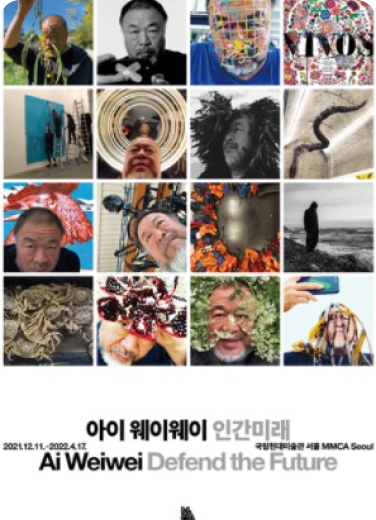 VIVOS
아이 웨이웨이 인간미래
2021.12.11.-2022.4.17. 국립현대미술관 서울 MMCA Seoul
Ai Weiwei Defend the Future